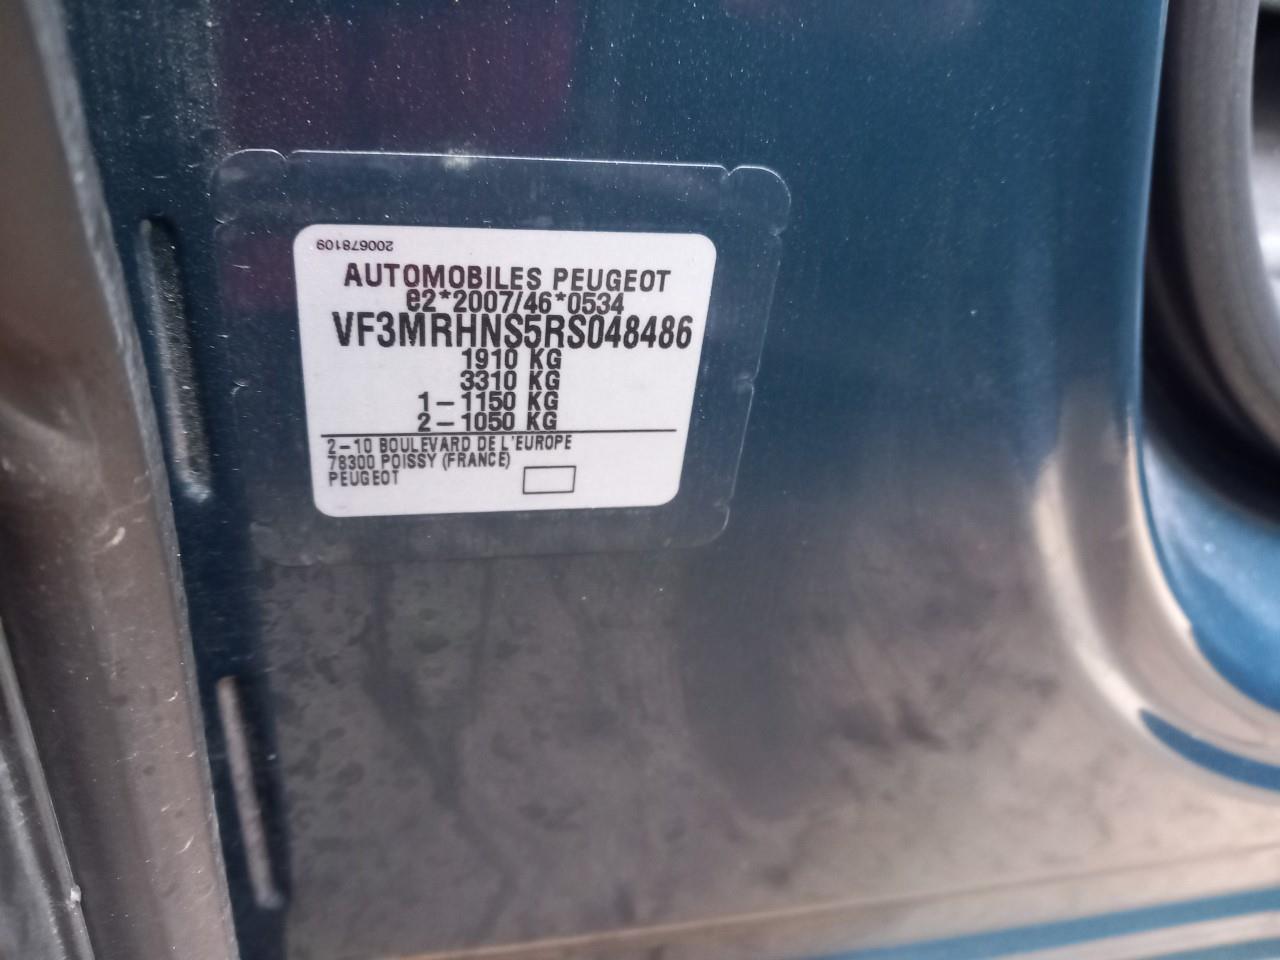 200678109
AUTOMOBILES PEUGEOT
e2*2007/46*0534
VF3MRHNS5RS048486
1910 KG
3310 KG
1-1150 KG
2-1050 KG
2-10 BOULEVARD DE L'EUROPE
78300 POISSY (FRANCE)
PEUGEOT